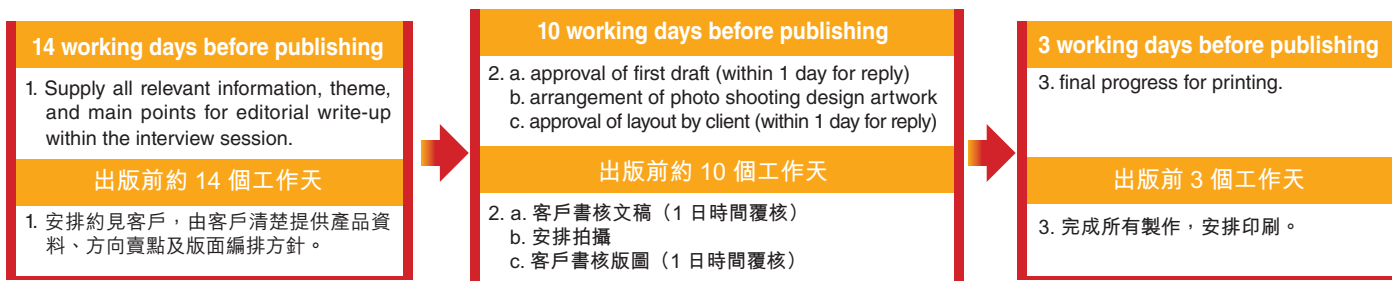 14 working days before publishing
1. Supply all relevant information, theme,
and main points for editorial write-up
within the interview session.
出版前約 14 個工作天
1. 安排約見客戶，由客戶清楚提供產品資
料、方向賣點及版面編排方針。
10 working days before publishing
2. a. approval of first draft (within 1 day for reply)
b. arrangement of photo shooting design artwork
c. approval of layout by client (within 1 day for reply)
出版前約 10 個工作天
2. a. 客戶書核文稿（1 日時間覆核）
b. 安排拍攝
c. 客戶書核版圖（1 日時間覆核）
3 working days before publishing
3. final progress for printing.
出版前 3 個工作天
3. 完成所有製作，安排印刷。